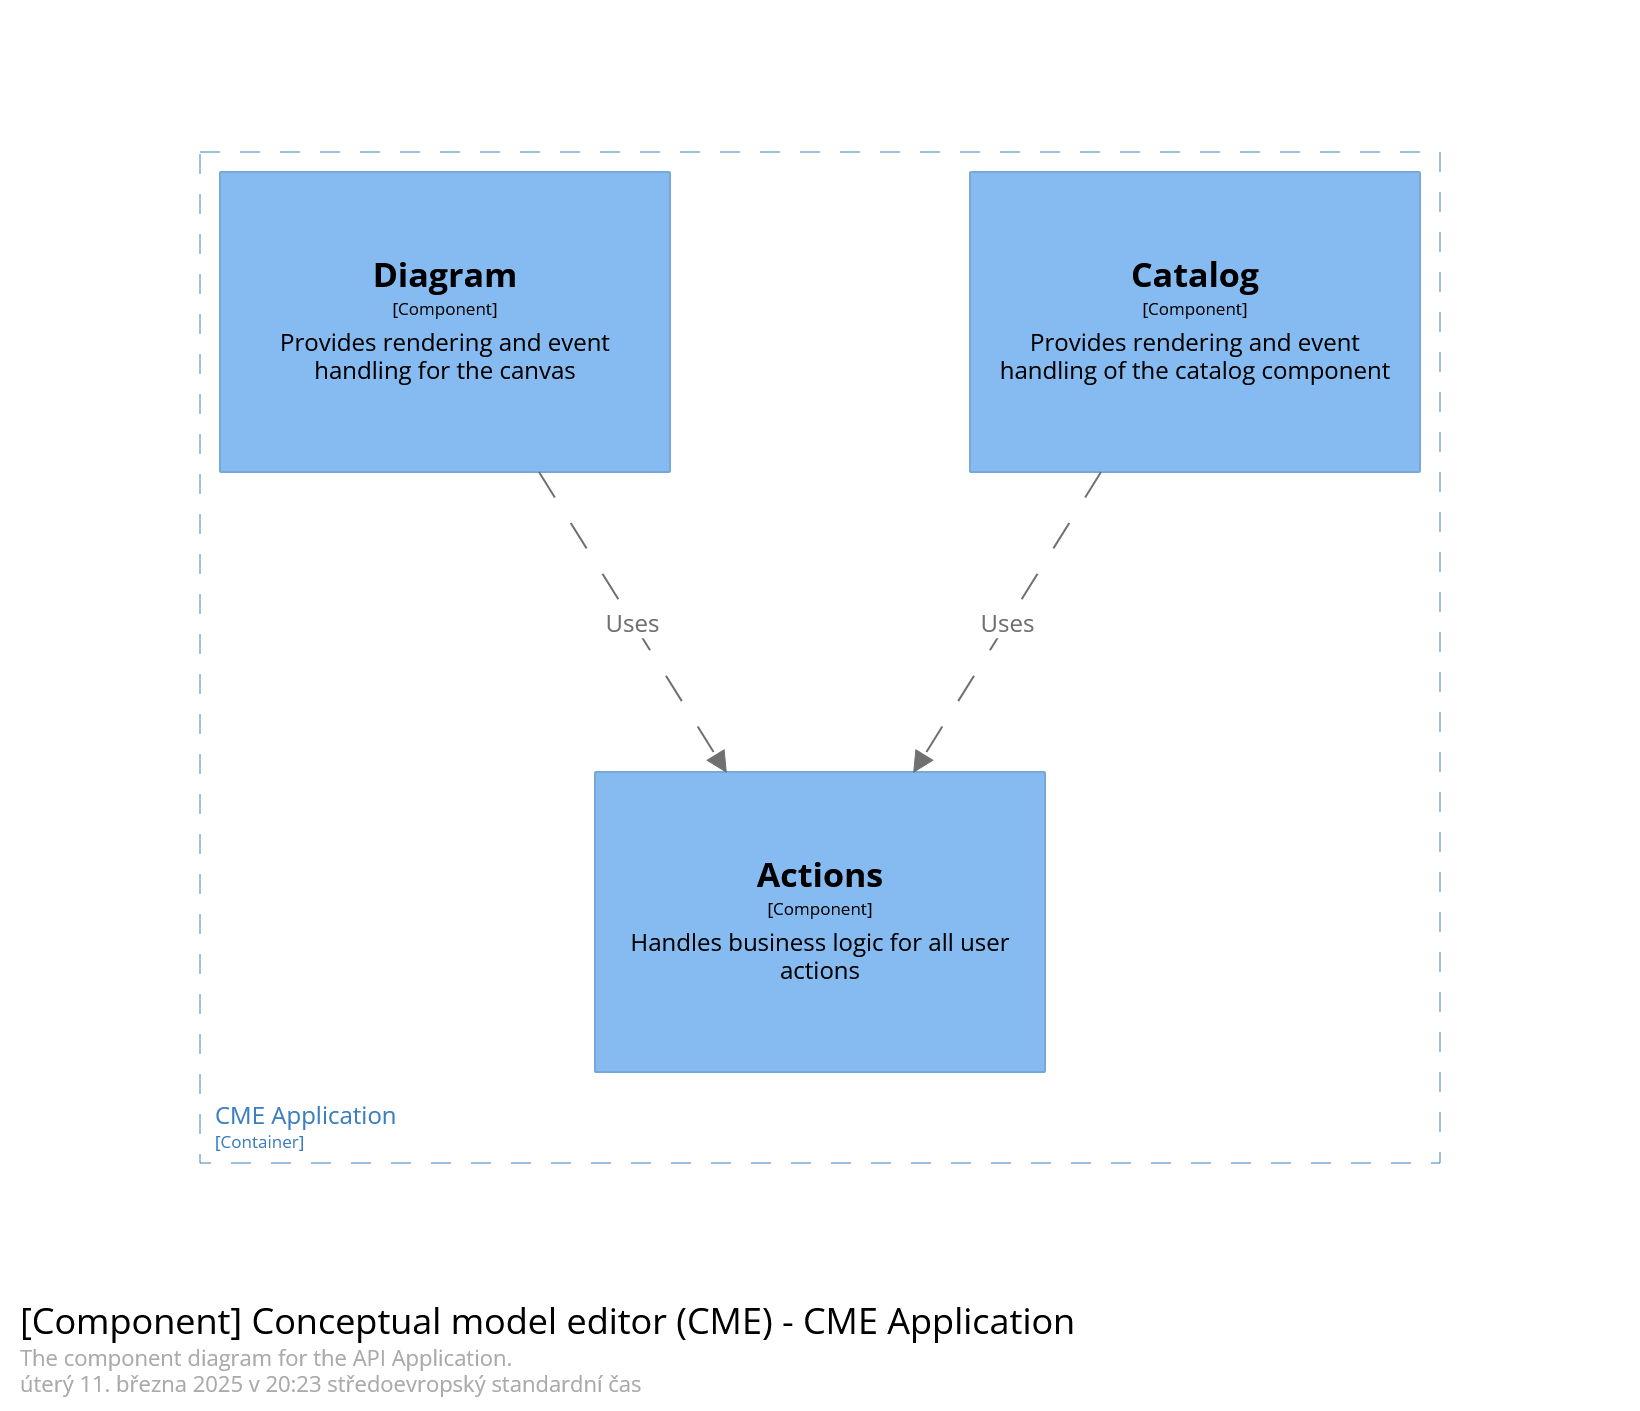 Diagram
[Component]
Provides rendering and event
handling for the canvas
Catalog
[Component]
Provides rendering and event
handling of the catalog component
Uses
Uses
Actions
[Component]
Handles business logic for all user
actions
CME Application
[Container]
[Component] Conceptual model editor (CME) - CME Application
The component diagram for the API Application.
úterý 11. března 2025 v 20:23 středoevropský standardní čas